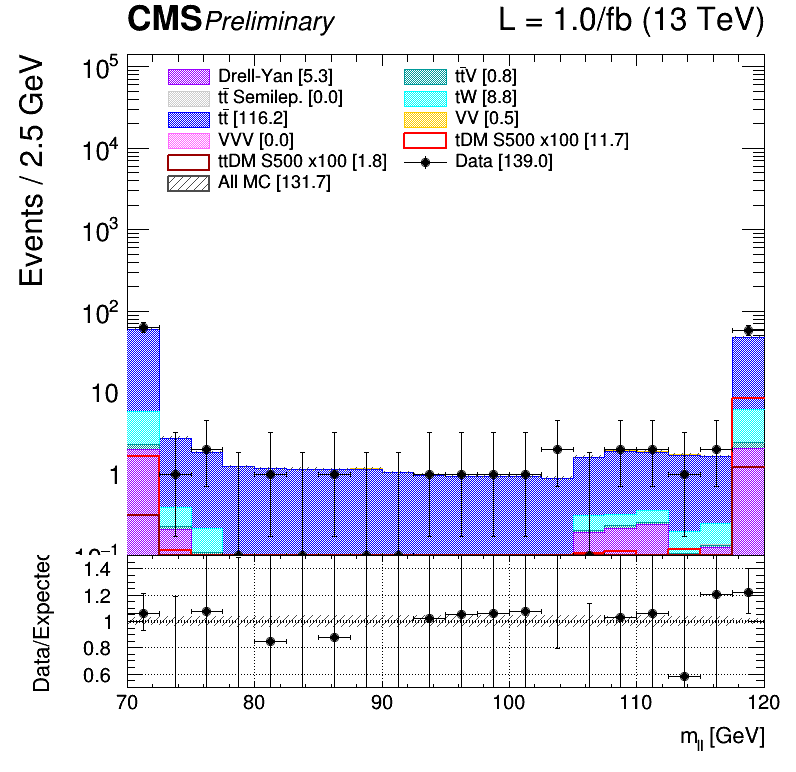 CMS Preliminary L = 1.0/fb (13 TeV)
Events / 2.5 GeV
10⁵
10⁴
10³
10²
10
1
10⁻¹
Drell-Yan [5.3]
tt̄ Semilep. [0.0]
tt̄ [116.2]
VVV [0.0]
ttDM S500 x100 [1.8]
All MC [131.7]
tt̄V [0.8]
tW [8.8]
VV [0.5]
tDM S500 x100 [11.7]
Data [139.0]
Data/Expected
1.4
1.2
1
0.8
0.6
70 80 90 100 110 120
m_ll [GeV]